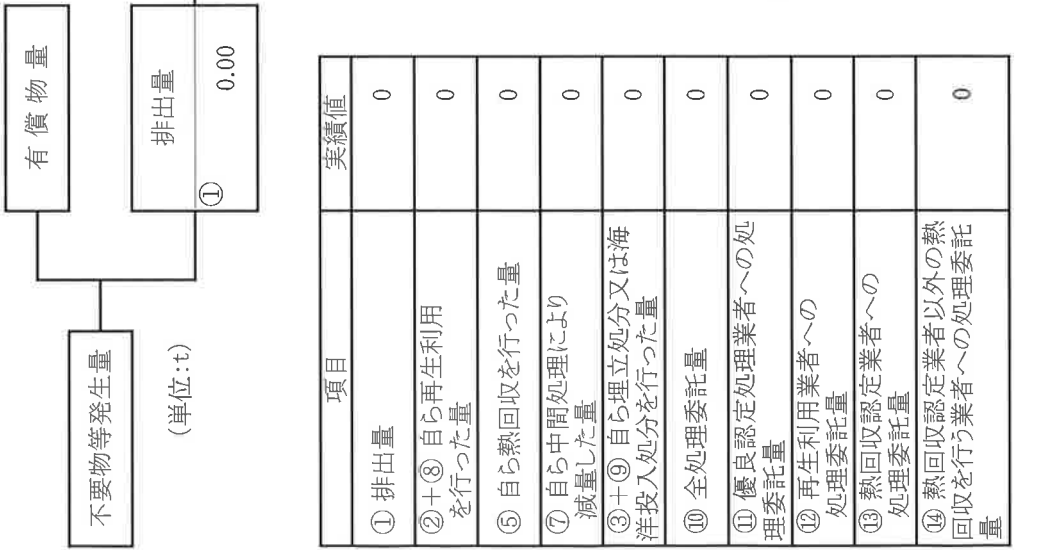 不要物等発生量
(単位:t)
有償物量
排出量
① 0.00
項目 実績値
① 排出量 0
②+⑧ 自ら再生利用
を行った量 0
⑤ 自ら熱回収を行った量 0
⑦ 自ら中間処理により
減量した量 0
③+⑨ 自ら埋立処分又は海
洋投入処分を行った量 0
⑩ 全処理委託量 0
⑪ 優良認定処理業者への処
理委託量 0
⑫ 再生利用業者への
処理委託量 0
⑬ 熱回収認定業者への
処理委託量 0
⑭ 熱回収認定業者以外の熱
回収を行う業者への処理委託
量 0